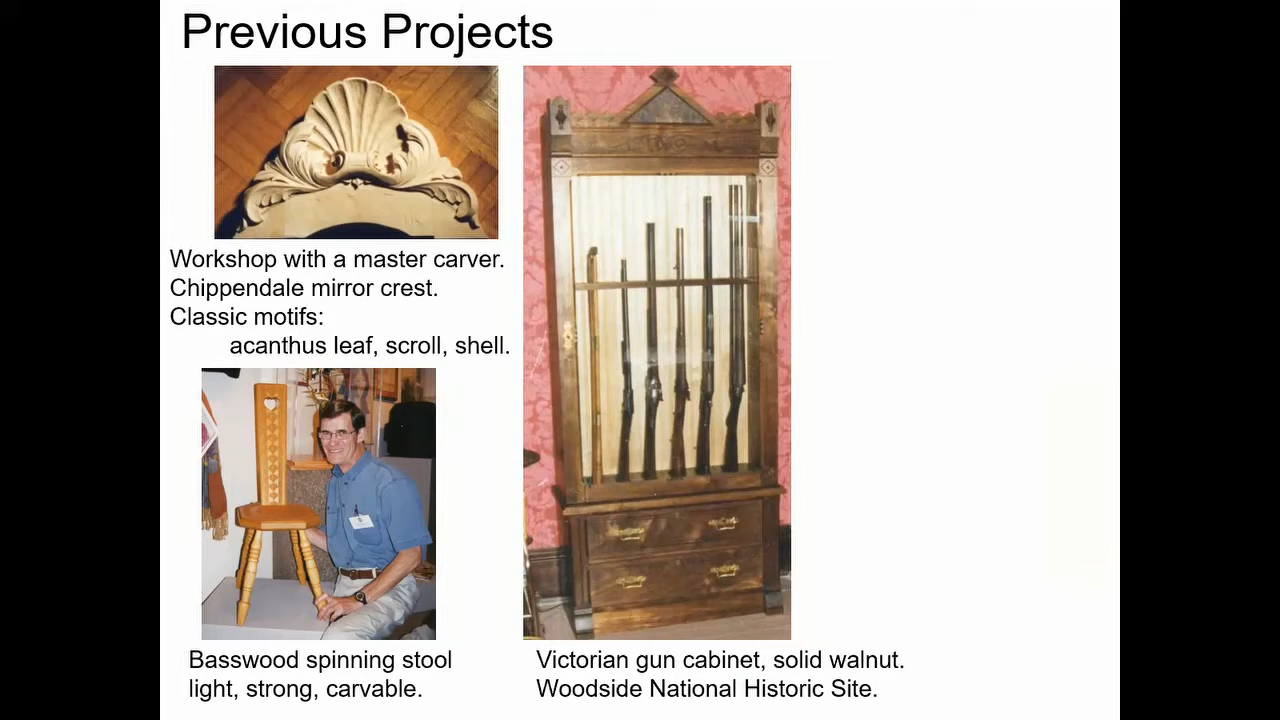 Previous Projects
Workshop with a master carver.
Chippendale mirror crest.
Classic motifs:
acanthus leaf, scroll, shell.
Basswood spinning stool
light, strong, carvable.
Victorian gun cabinet, solid walnut.
Woodside National Historic Site.